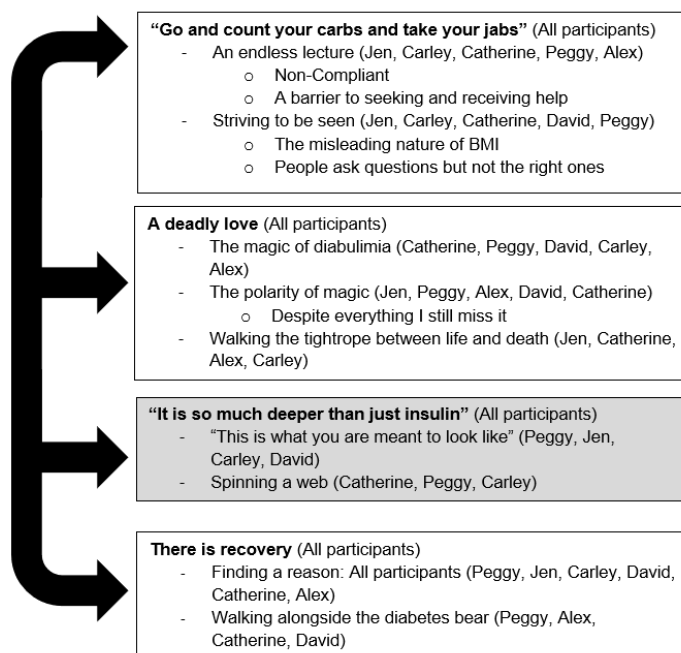 “Go and count your carbs and take your jabs” (All participants)
- An endless lecture (Jen, Carley, Catherine, Peggy, Alex)
o Non-Compliant
o A barrier to seeking and receiving help
- Striving to be seen (Jen, Carley, Catherine, David, Peggy)
o The misleading nature of BMI
o People ask questions but not the right ones
A deadly love (All participants)
- The magic of diabulimia (Catherine, Peggy, David, Carley,
Alex)
- The polarity of magic (Jen, Peggy, Alex, David, Catherine)
o Despite everything I still miss it
- Walking the tightrope between life and death (Jen, Catherine,
Alex, Carley)
“It is so much deeper than just insulin” (All participants)
- “This is what you are meant to look like” (Peggy, Jen,
Carley, David)
- Spinning a web (Catherine, Peggy, Carley)
There is recovery (All participants)
- Finding a reason: All participants (Peggy, Jen, Carley, David,
Catherine, Alex)
- Walking alongside the diabetes bear (Peggy, Alex,
Catherine, David)